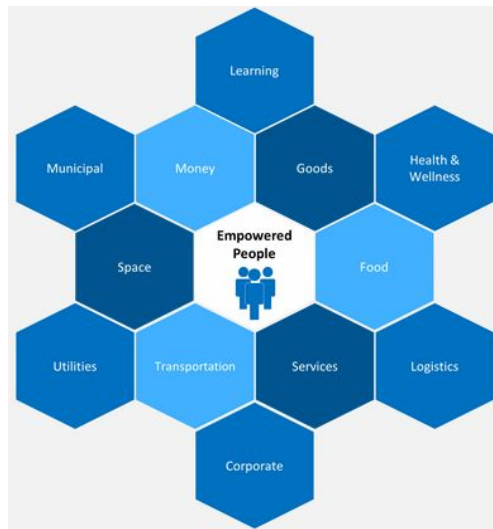 Learning
Municipal
Money
Goods
Health &
Wellness
Space
Empowered
People
Food
Utilities
Transportation
Services
Logistics
Corporate